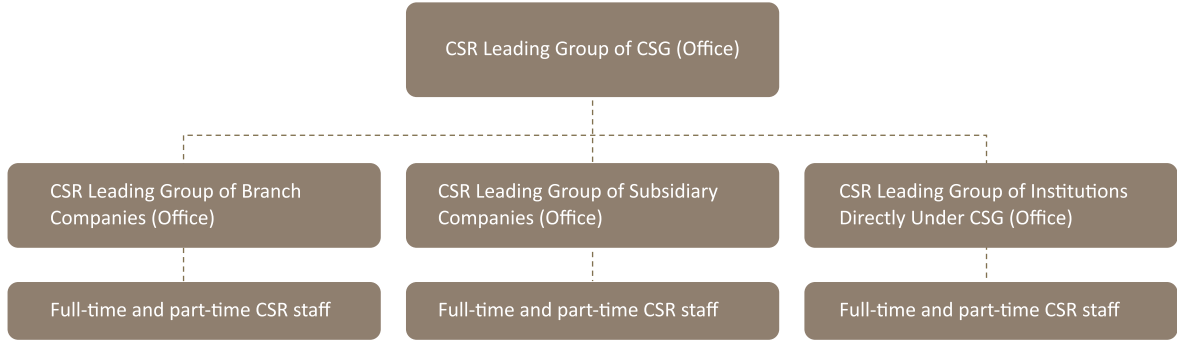 CSR Leading Group of CSG (Office)
CSR Leading Group of Branch
Companies (Office)
CSR Leading Group of Subsidiary
Companies (Office)
CSR Leading Group of Institutions
Directly Under CSG (Office)
Full-time and part-time CSR staff
Full-time and part-time CSR staff
Full-time and part-time CSR staff